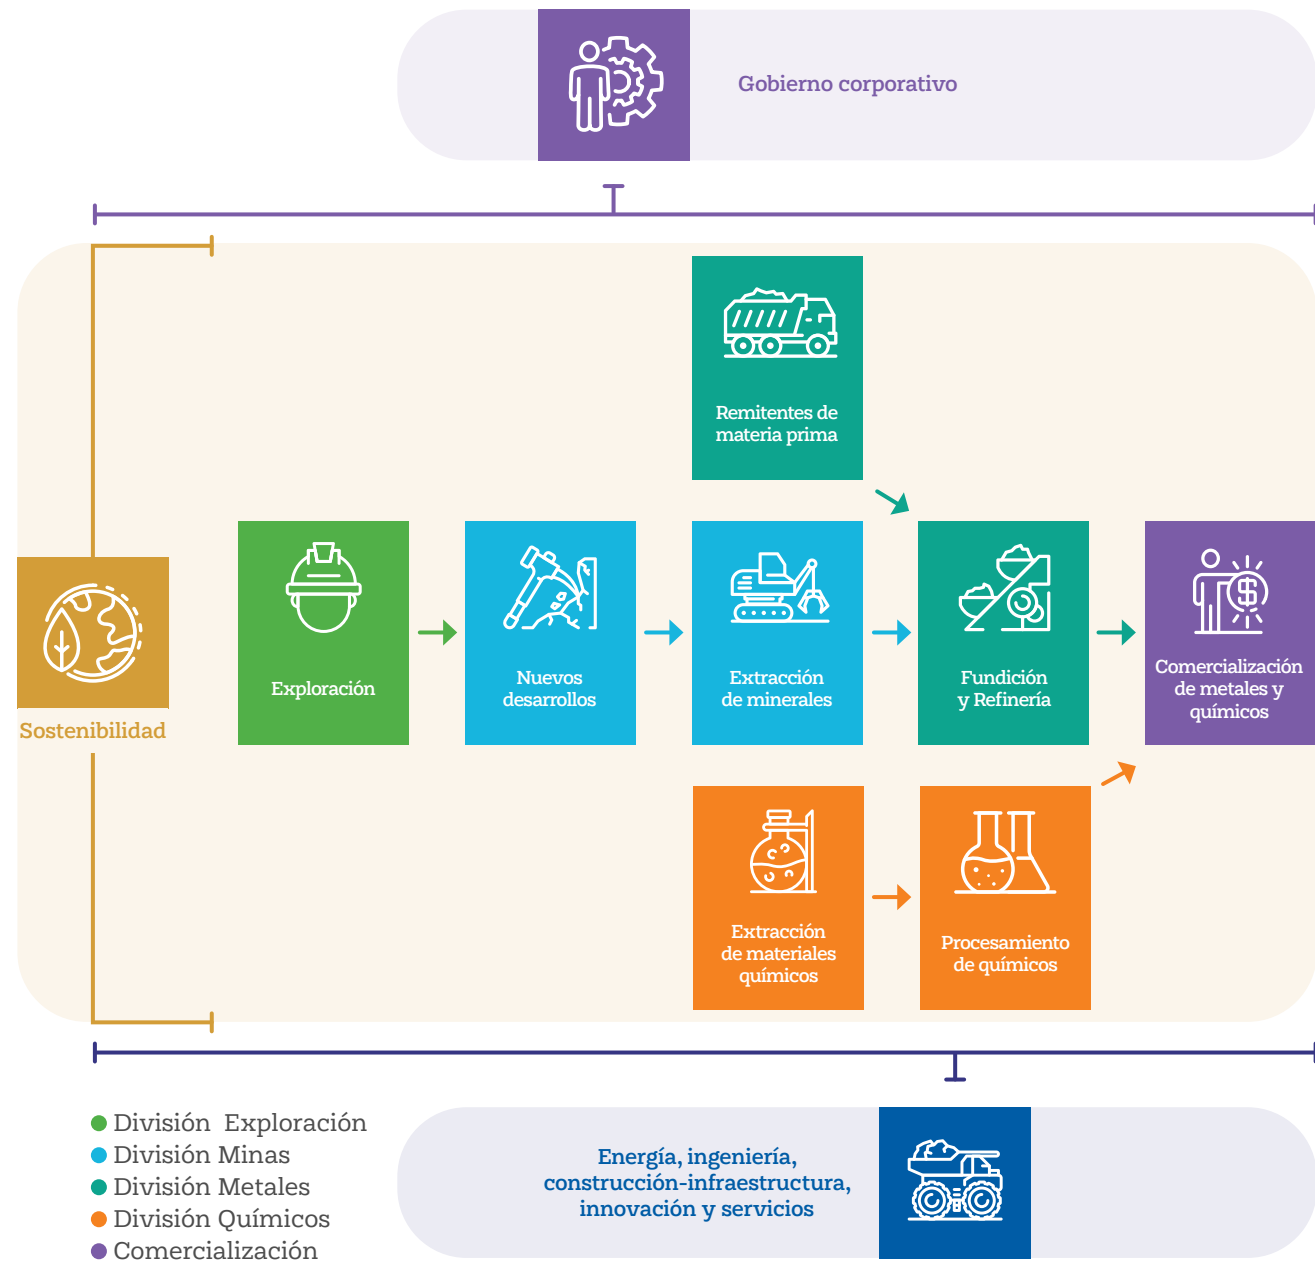 Gobierno corporativo
Remitentes de
materia prima
Sostenibilidad
Exploración
Nuevos
desarrollos
Extracción
de minerales
Fundición
y Refinería
Comercialización
de metales y
químicos
Extracción
de materiales
químicos
Procesamiento
de químicos
División Exploración
División Minas
División Metales
División Químicos
Comercialización
Energía, ingeniería,
construcción-infraestructura,
innovación y servicios